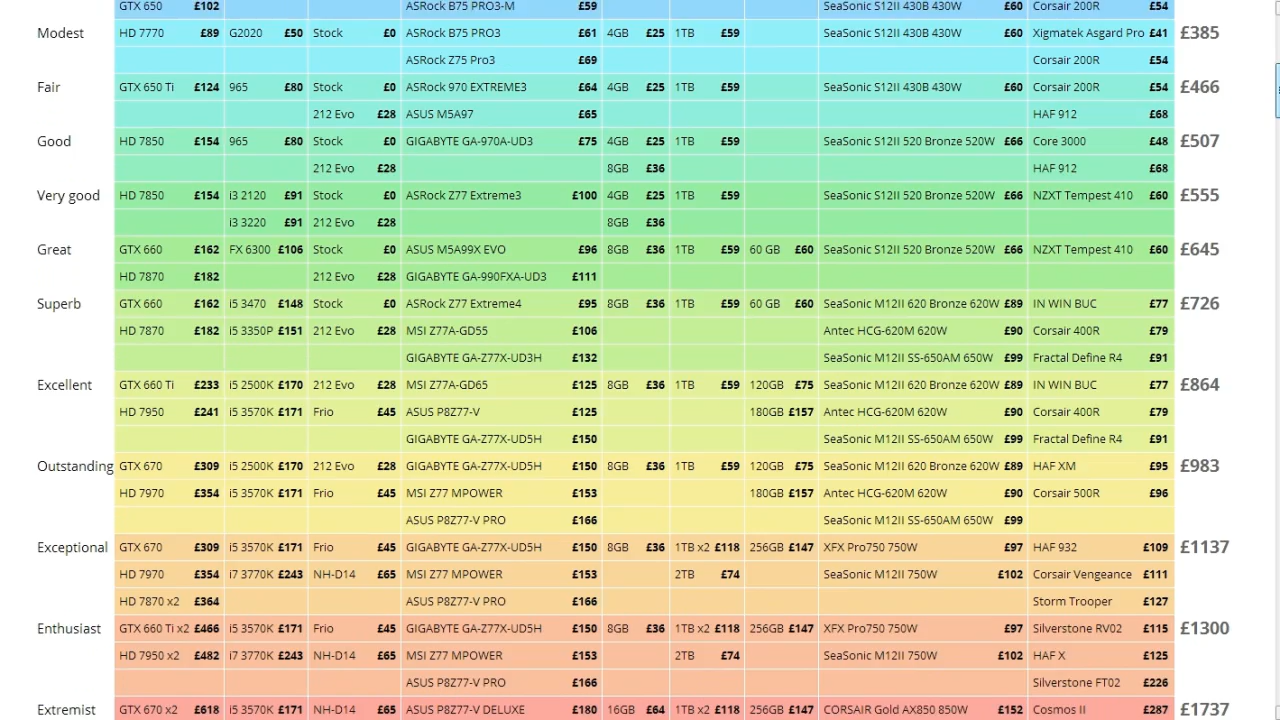 GTX 650 £102 ASRock B75 PRO3-M £59 SeaSonic S12II 430B 430W £60 Corsair 200R £54
Modest HD 7770 £89 G2020 £50 Stock £0 ASRock B75 PRO3 £61 4GB £25 1TB £59 SeaSonic S12II 430B 430W £60 Xigmatek Asgard Pro £41 £385
ASRock Z75 Pro3 £69 Corsair 200R £54
Fair GTX 650 Ti £124 965 £80 Stock £0 ASRock 970 EXTREME3 £64 4GB £25 1TB £59 SeaSonic S12II 430B 430W £60 Corsair 200R £54 £466
212 Evo £28 ASUS M5A97 £65 HAF 912 £68
Good HD 7850 £154 965 £80 Stock £0 GIGABYTE GA-970A-UD3 £75 4GB £25 1TB £59 SeaSonic S12II 520 Bronze 520W £66 Core 3000 £48 £507
212 Evo £28 8GB £36 HAF 912 £68
Very good HD 7850 £154 i3 2120 £91 Stock £0 ASRock Z77 Extreme3 £100 4GB £25 1TB £59 SeaSonic S12II 520 Bronze 520W £66 NZXT Tempest 410 £60 £555
i3 3220 £91 212 Evo £28 8GB £36
Great GTX 660 £162 FX 6300 £106 Stock £0 ASUS M5A99X EVO £96 8GB £36 1TB £59 60 GB £60 SeaSonic S12II 520 Bronze 520W £66 NZXT Tempest 410 £60 £645
HD 7870 £182 212 Evo £28 GIGABYTE GA-990FXA-UD3 £111
Superb GTX 660 £162 i5 3470 £148 Stock £0 ASRock Z77 Extreme4 £95 8GB £36 1TB £59 60 GB £60 SeaSonic M12II 620 Bronze 620W £89 IN WIN BUC £77 £726
HD 7870 £182 i5 3350P £151 212 Evo £28 MSI Z77A-GD55 £106 Antec HCG-620M 620W £90 Corsair 400R £79
GIGABYTE GA-Z77X-UD3H £132 SeaSonic M12II SS-650AM 650W £99 Fractal Define R4 £91
Excellent GTX 660 Ti £233 i5 2500K £170 212 Evo £28 MSI Z77A-GD65 £125 8GB £36 1TB £59 120GB £75 SeaSonic M12II 620 Bronze 620W £89 IN WIN BUC £77 £864
HD 7950 £241 i5 3570K £171 Frio £45 ASUS P8Z77-V £125 180GB £157 Antec HCG-620M 620W £90 Corsair 400R £79
GIGABYTE GA-Z77X-UD5H £150 SeaSonic M12II SS-650AM 650W £99 Fractal Define R4 £91
Outstanding GTX 670 £309 i5 2500K £170 212 Evo £28 GIGABYTE GA-Z77X-UD5H £150 8GB £36 1TB £59 120GB £75 SeaSonic M12II 620 Bronze 620W £89 HAF XM £95 £983
HD 7970 £354 i5 3570K £171 Frio £45 MSI Z77 MPOWER £153 180GB £157 Antec HCG-620M 620W £90 Corsair 500R £96
ASUS P8Z77-V PRO £166 SeaSonic M12II SS-650AM 650W £99
Exceptional GTX 670 £309 i5 3570K £171 Frio £45 GIGABYTE GA-Z77X-UD5H £150 8GB £36 1TB x2 £118 256GB £147 XFX Pro750 750W £97 HAF 932 £109 £1137
HD 7970 £354 i7 3770K £243 NH-D14 £65 MSI Z77 MPOWER £153 2TB £74 SeaSonic M12II 750W £102 Corsair Vengeance £111
HD 7870 x2 £364 ASUS P8Z77-V PRO £166 Storm Trooper £127
Enthusiast GTX 660 Ti x2 £466 i5 3570K £171 Frio £45 GIGABYTE GA-Z77X-UD5H £150 8GB £36 1TB x2 £118 256GB £147 XFX Pro750 750W £97 Silverstone RV02 £115 £1300
HD 7950 x2 £482 i7 3770K £243 NH-D14 £65 MSI Z77 MPOWER £153 2TB £74 SeaSonic M12II 750W £102 HAF X £125
ASUS P8Z77-V PRO £166 Silverstone FT02 £226
Extremist GTX 670 x2 £618 i5 3570K £171 NH-D14 £65 ASUS P8Z77-V DELUXE £180 16GB £64 1TB x2 £118 256GB £147 CORSAIR Gold AX850 850W £152 Cosmos II £287 £1737